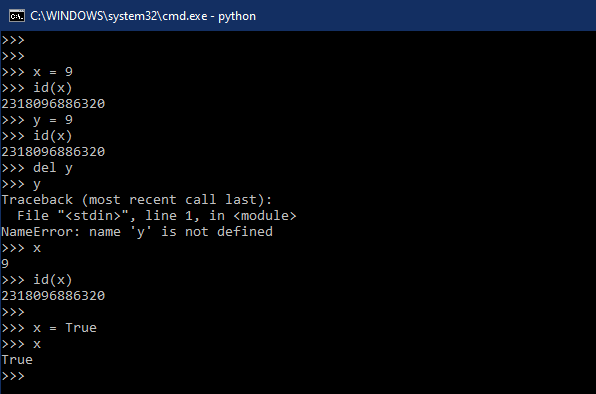 C:\WINDOWS\system32\cmd.exe - python
>>>
>>>
>>> x = 9
>>> id(x)
2318096886320
>>> y = 9
>>> id(x)
2318096886320
>>> del y
>>> y
Traceback (most recent call last):
  File "<stdin>", line 1, in <module>
NameError: name 'y' is not defined
>>> x
9
>>> id(x)
2318096886320
>>>
>>> x = True
>>> x
True
>>>